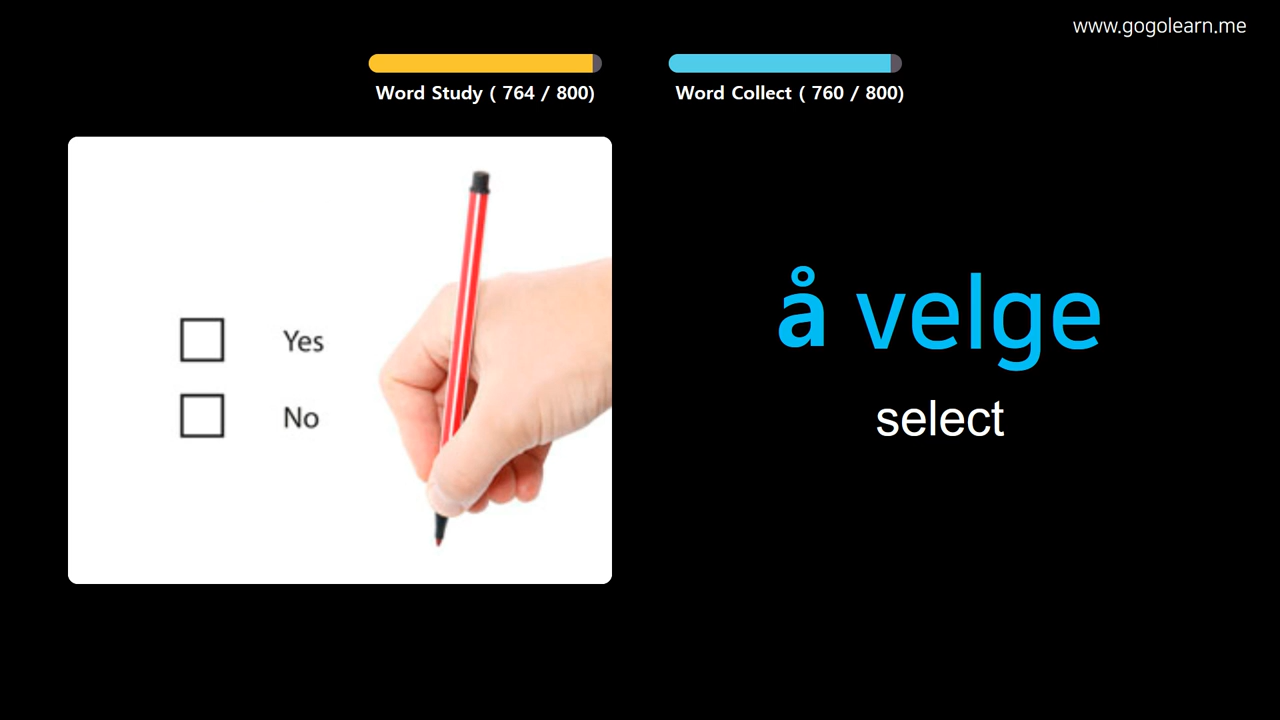 www.gogolearn.me
Word Study ( 764 / 800)
Word Collect ( 760 / 800)
Yes
No
å velge
select